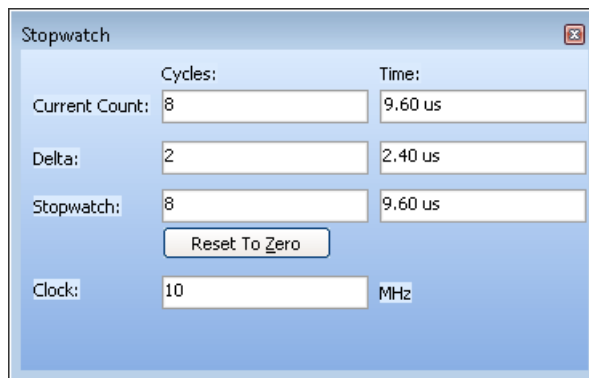 Stopwatch
Cycles: Time:
Current Count: 8 9.60 us
Delta: 2 2.40 us
Stopwatch: 8 9.60 us
Reset To Zero
Clock: 10 MHz